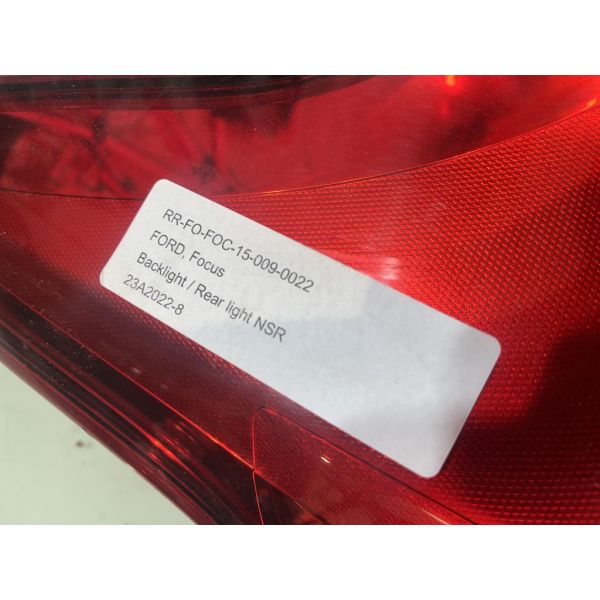 RR-FO-FOC-15-009-0022
FORD, Focus
Backlight / Rear light NSR
23A2022-8